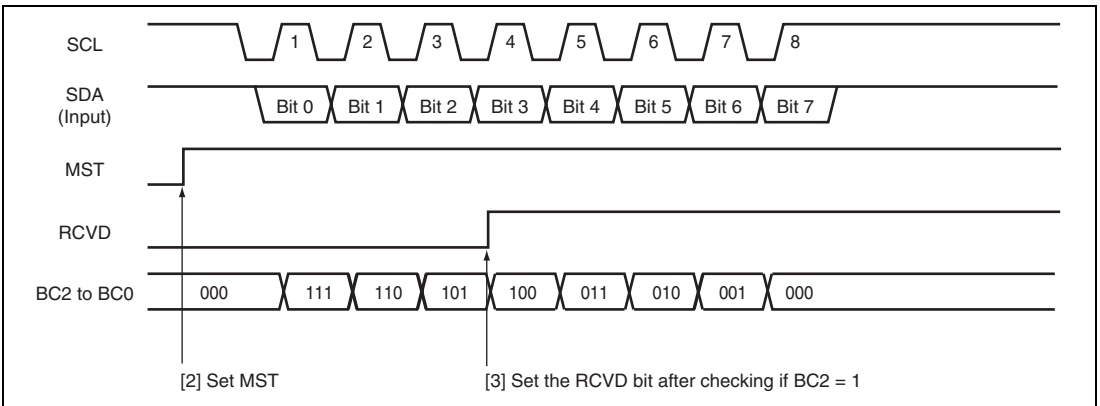 SCL 1 2 3 4 5 6 7 8
SDA
(Input)
Bit 0 Bit 1 Bit 2 Bit 3 Bit 4 Bit 5 Bit 6 Bit 7
MST
RCVD
BC2 to BC0 000 111 110 101 100 011 010 001 000
[2] Set MST [3] Set the RCVD bit after checking if BC2 = 1